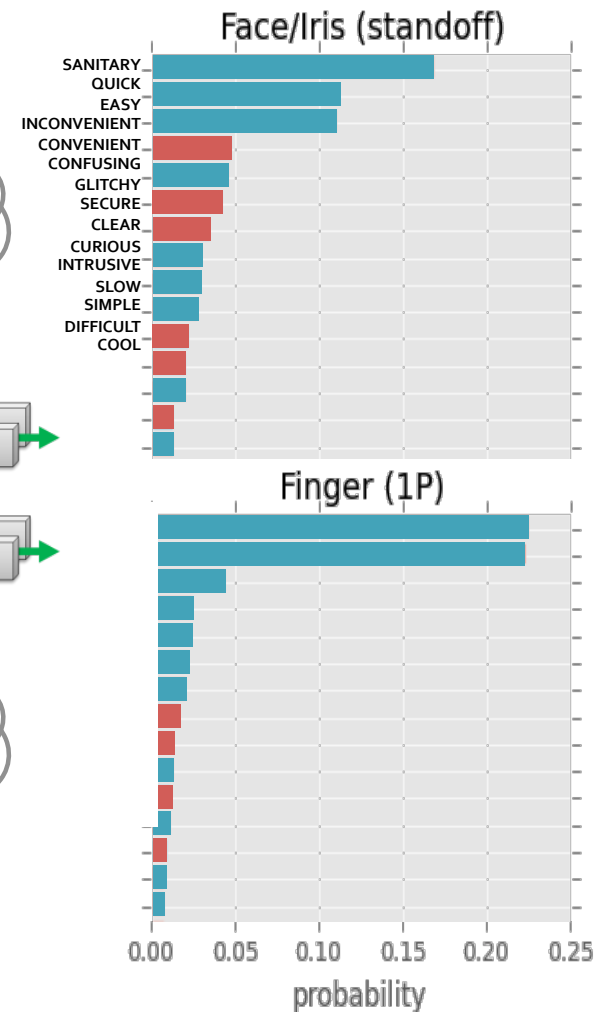 Face/Iris (standoff)
SANITARY
QUICK
EASY
INCONVENIENT
CONVENIENT
CONFUSING
GLITCHY
SECURE
CLEAR
CURIOUS
INTRUSIVE
SLOW
SIMPLE
DIFFICULT
COOL
Finger (1P)
0.00 0.05 0.10 0.15 0.20 0.25
probability